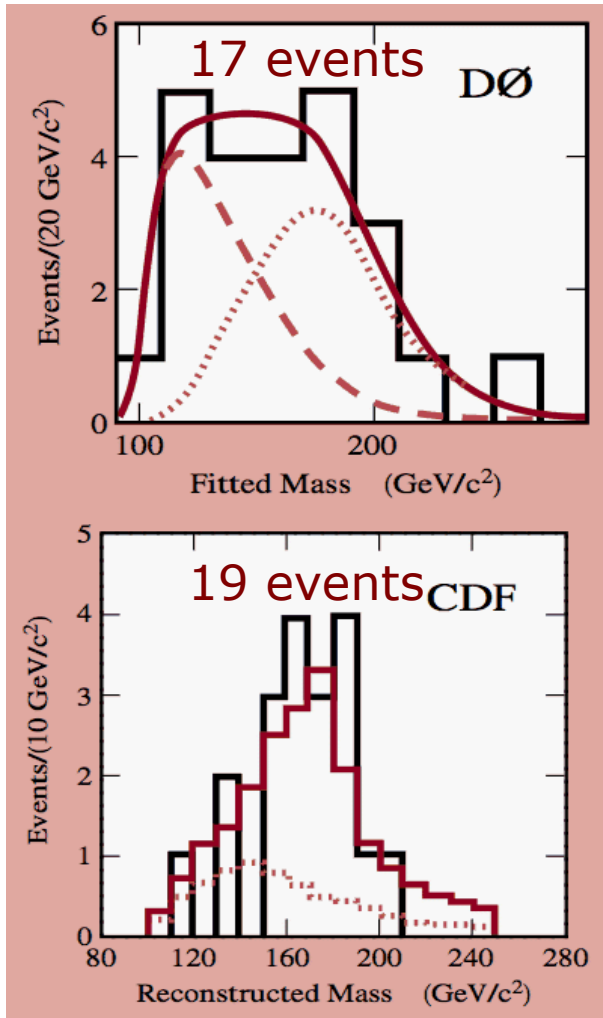 6
17 events
DØ
4
2
0
Events/(20 GeV/c²)
100
200
Fitted Mass (GeV/c²)
5
19 events
CDF
4
3
2
1
0
Events/(10 GeV/c²)
80
120
160
200
240
280
Reconstructed Mass (GeV/c²)